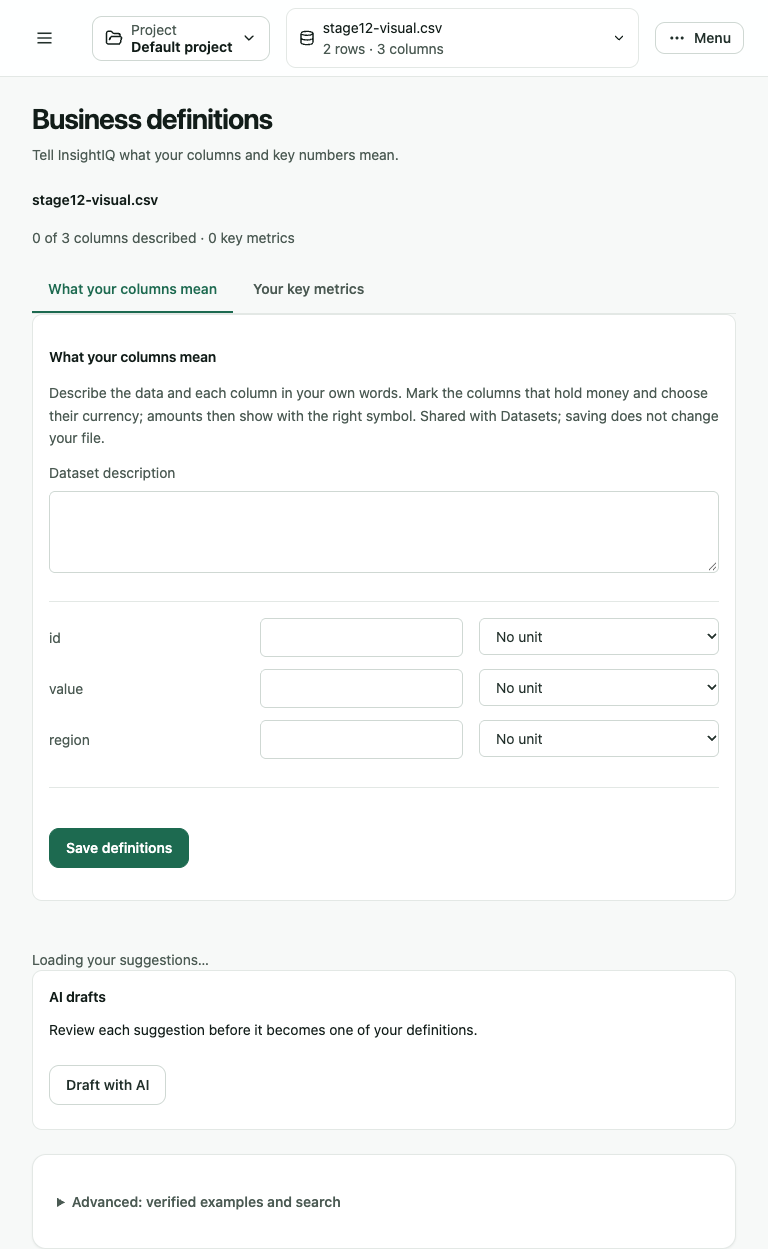 Project
Default project
stage12-visual.csv
2 rows · 3 columns
Menu
Business definitions
Tell InsightIQ what your columns and key numbers mean.
stage12-visual.csv
0 of 3 columns described · 0 key metrics
What your columns mean
Your key metrics
What your columns mean
Describe the data and each column in your own words. Mark the columns that hold money and choose
their currency; amounts then show with the right symbol. Shared with Datasets; saving does not change
your file.
Dataset description
id
No unit
value
No unit
region
No unit
Save definitions
Loading your suggestions…
AI drafts
Review each suggestion before it becomes one of your definitions.
Draft with AI
Advanced: verified examples and search